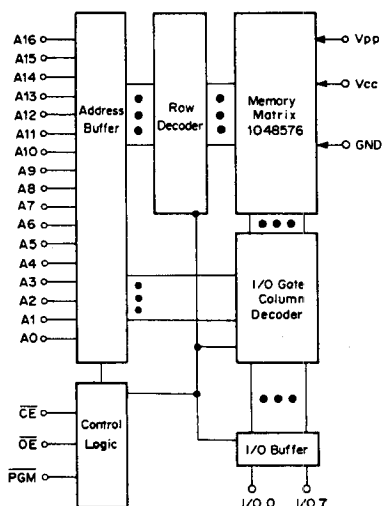 A16
A15
A14
A13
A12
A11
A10
A9
A8
A7
A6
A5
A4
A3
A2
A1
A0
Address
Buffer
Row
Decoder
Memory
Matrix
1048576
Vpp
Vcc
GND
I/O Gate
Column
Decoder
CE
OE
PGM
Control
Logic
I/O Buffer
I/O 0
I/O 7